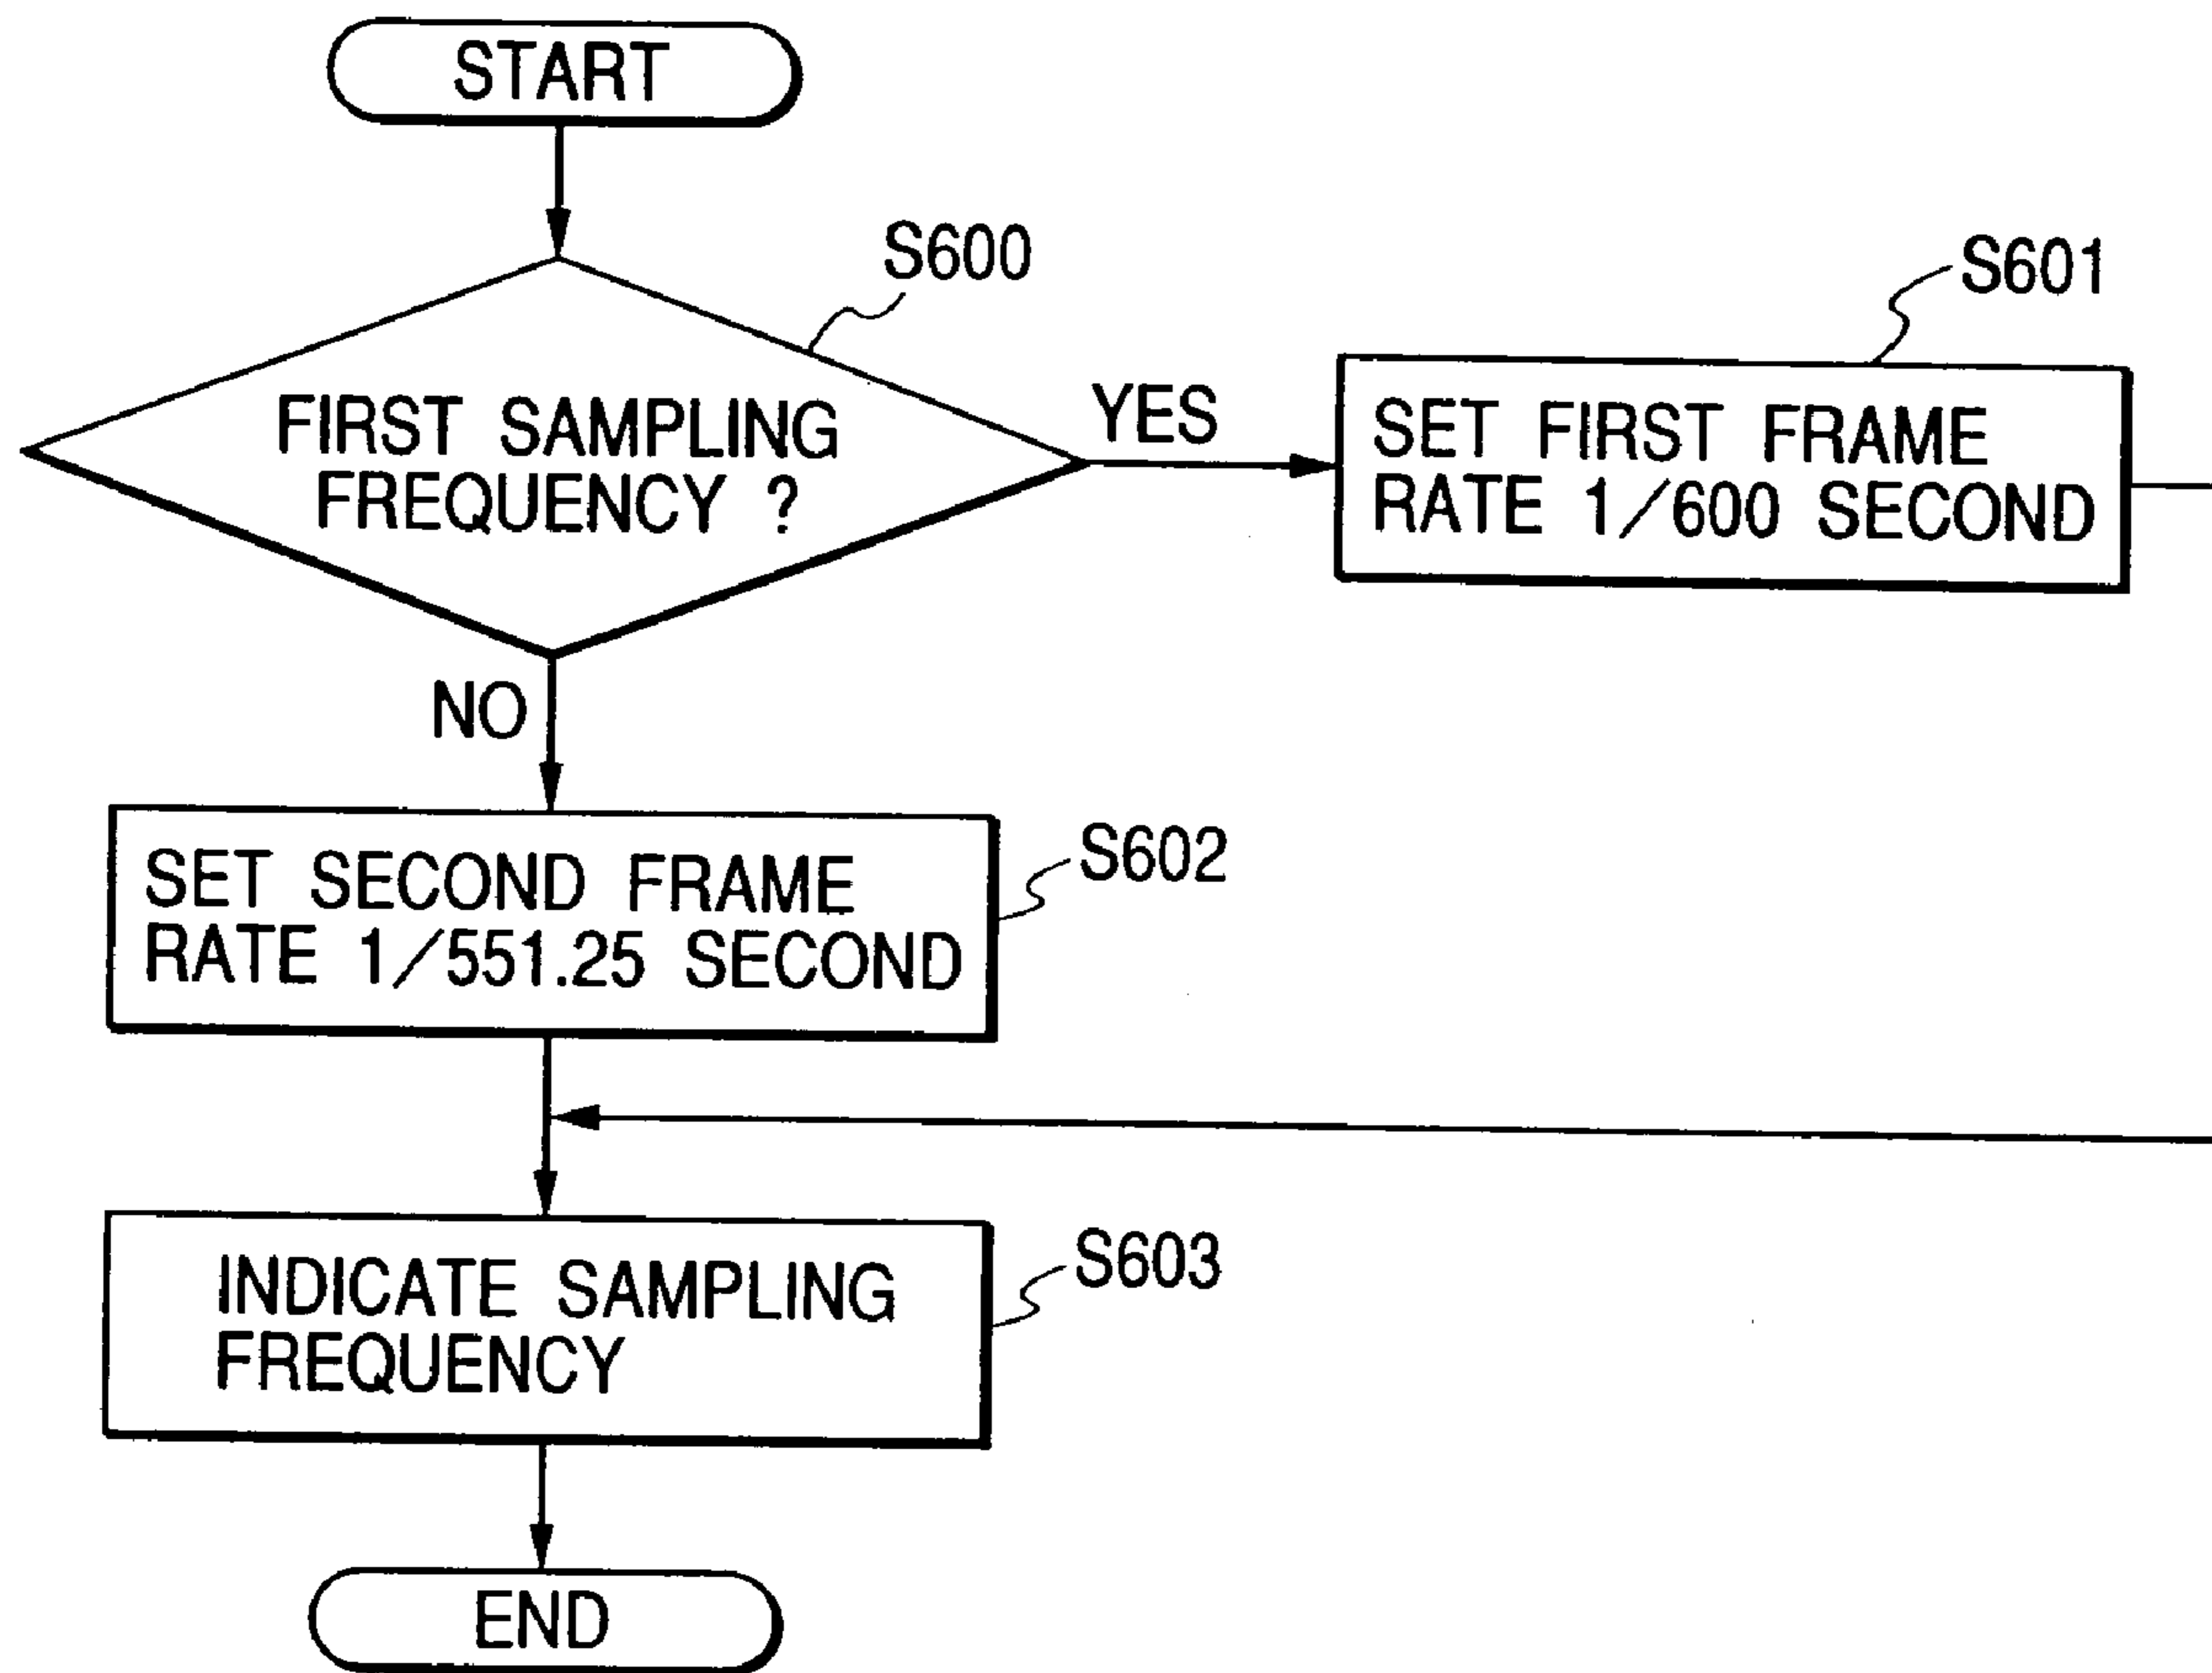 START
S600
FIRST SAMPLING
FREQUENCY ?
YES
S601
SET FIRST FRAME
RATE 1/600 SECOND
NO
SET SECOND FRAME
RATE 1/551.25 SECOND
S602
INDICATE SAMPLING
FREQUENCY
S603
END